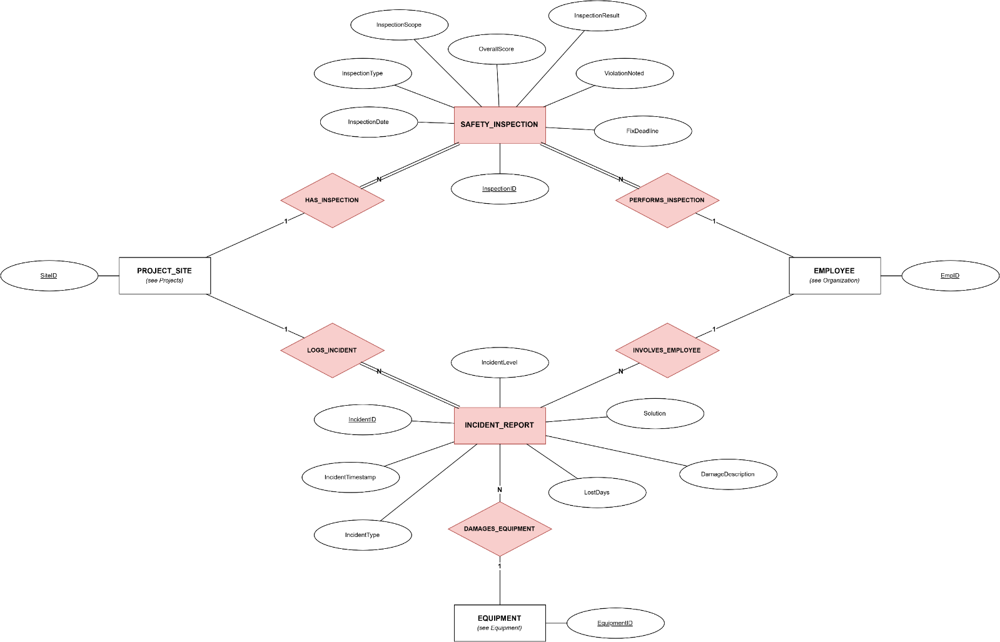 InspectionResult
InspectionScope
OverallScore
InspectionType
ViolationNoted
SAFETY_INSPECTION
InspectionDate
FixDeadline
N
N
InspectionID
HAS_INSPECTION
PERFORMS_INSPECTION
1
1
PROJECT_SITE
(see Projects)
SiteID
EMPLOYEE
(see Organization)
EmpID
1
1
LOGS_INCIDENT
INVOLVES_EMPLOYEE
IncidentLevel
N
N
Solution
IncidentID
INCIDENT_REPORT
IncidentTimestamp
DamageDescription
N
LostDays
DAMAGES_EQUIPMENT
IncidentType
1
EQUIPMENT
(see Equipment)
EquipmentID